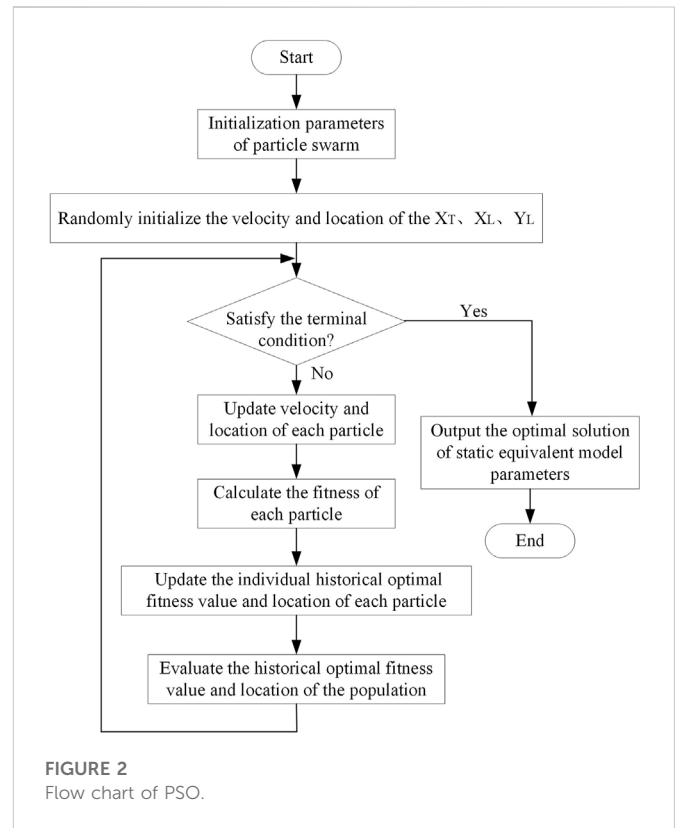 Start
Initialization parameters
of particle swarm
Randomly initialize the velocity and location of the XT、XL、YL
Satisfy the terminal
condition?
Yes
No
Update velocity and
location of each particle
Output the optimal solution
of static equivalent model
parameters
Calculate the fitness of
each particle
End
Update the individual historical optimal
fitness value and location of each particle
Evaluate the historical optimal fitness
value and location of the population
FIGURE 2
Flow chart of PSO.